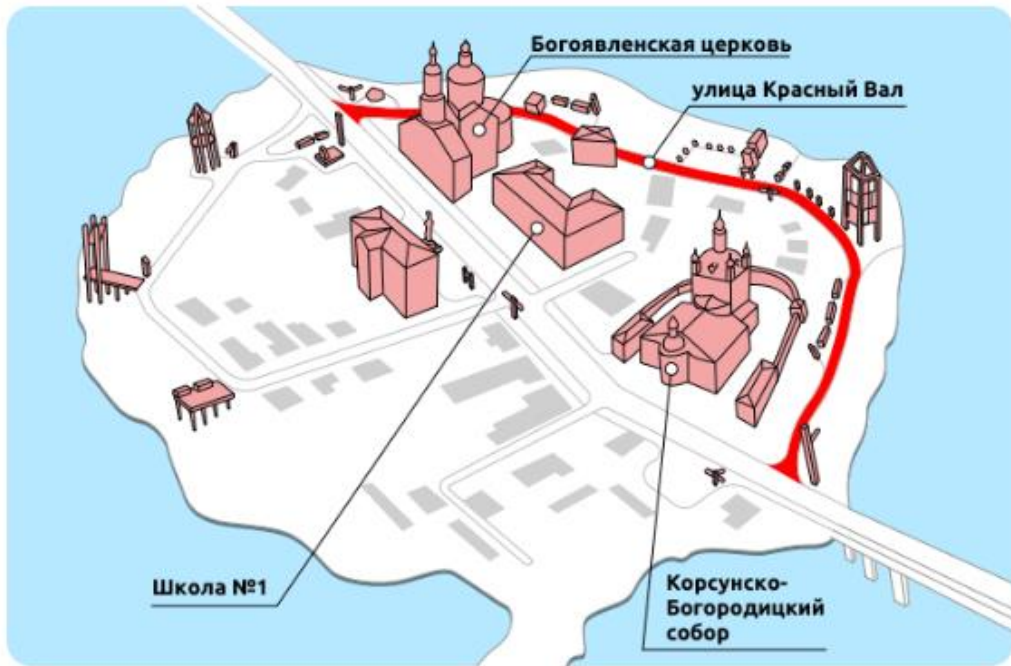 Богоявленская церковь
улица Красный Вал
Школа №1
Корсунско-
Богородицкий
собор